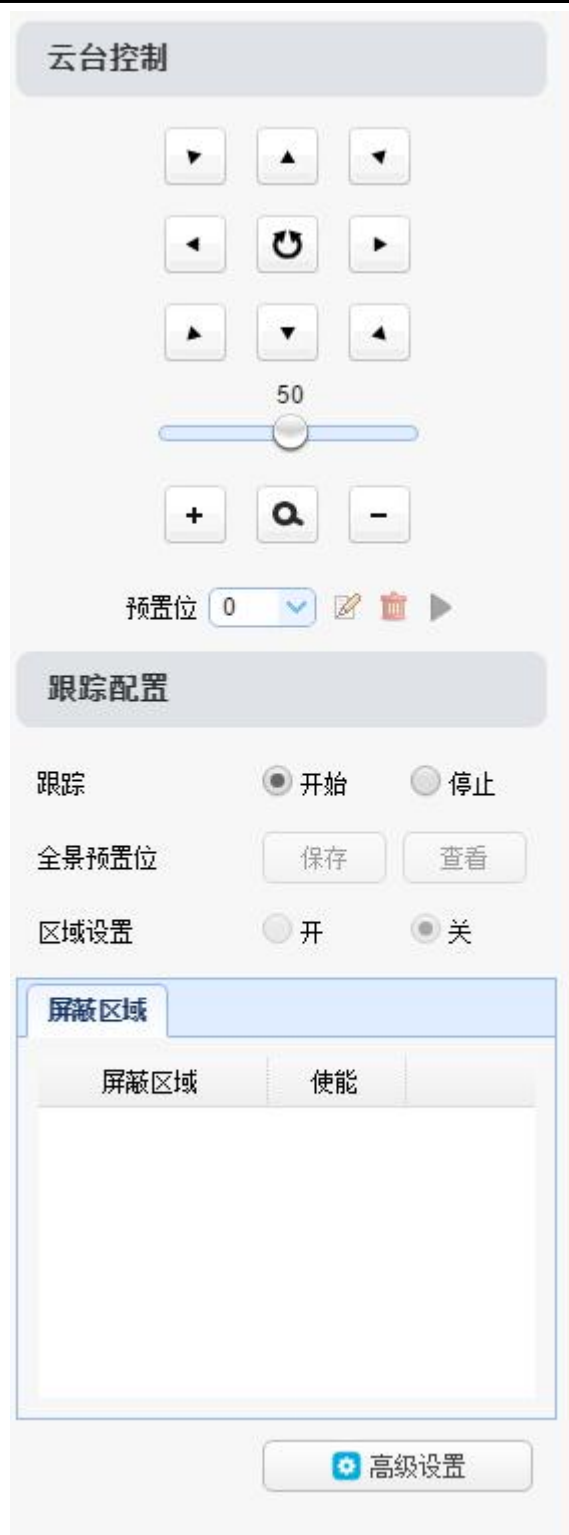 云台控制
50
+ −
预置位 0
跟踪配置
跟踪 开始 停止
全景预置位 保存 查看
区域设置 开 关
屏蔽区域
屏蔽区域 使能
高级设置